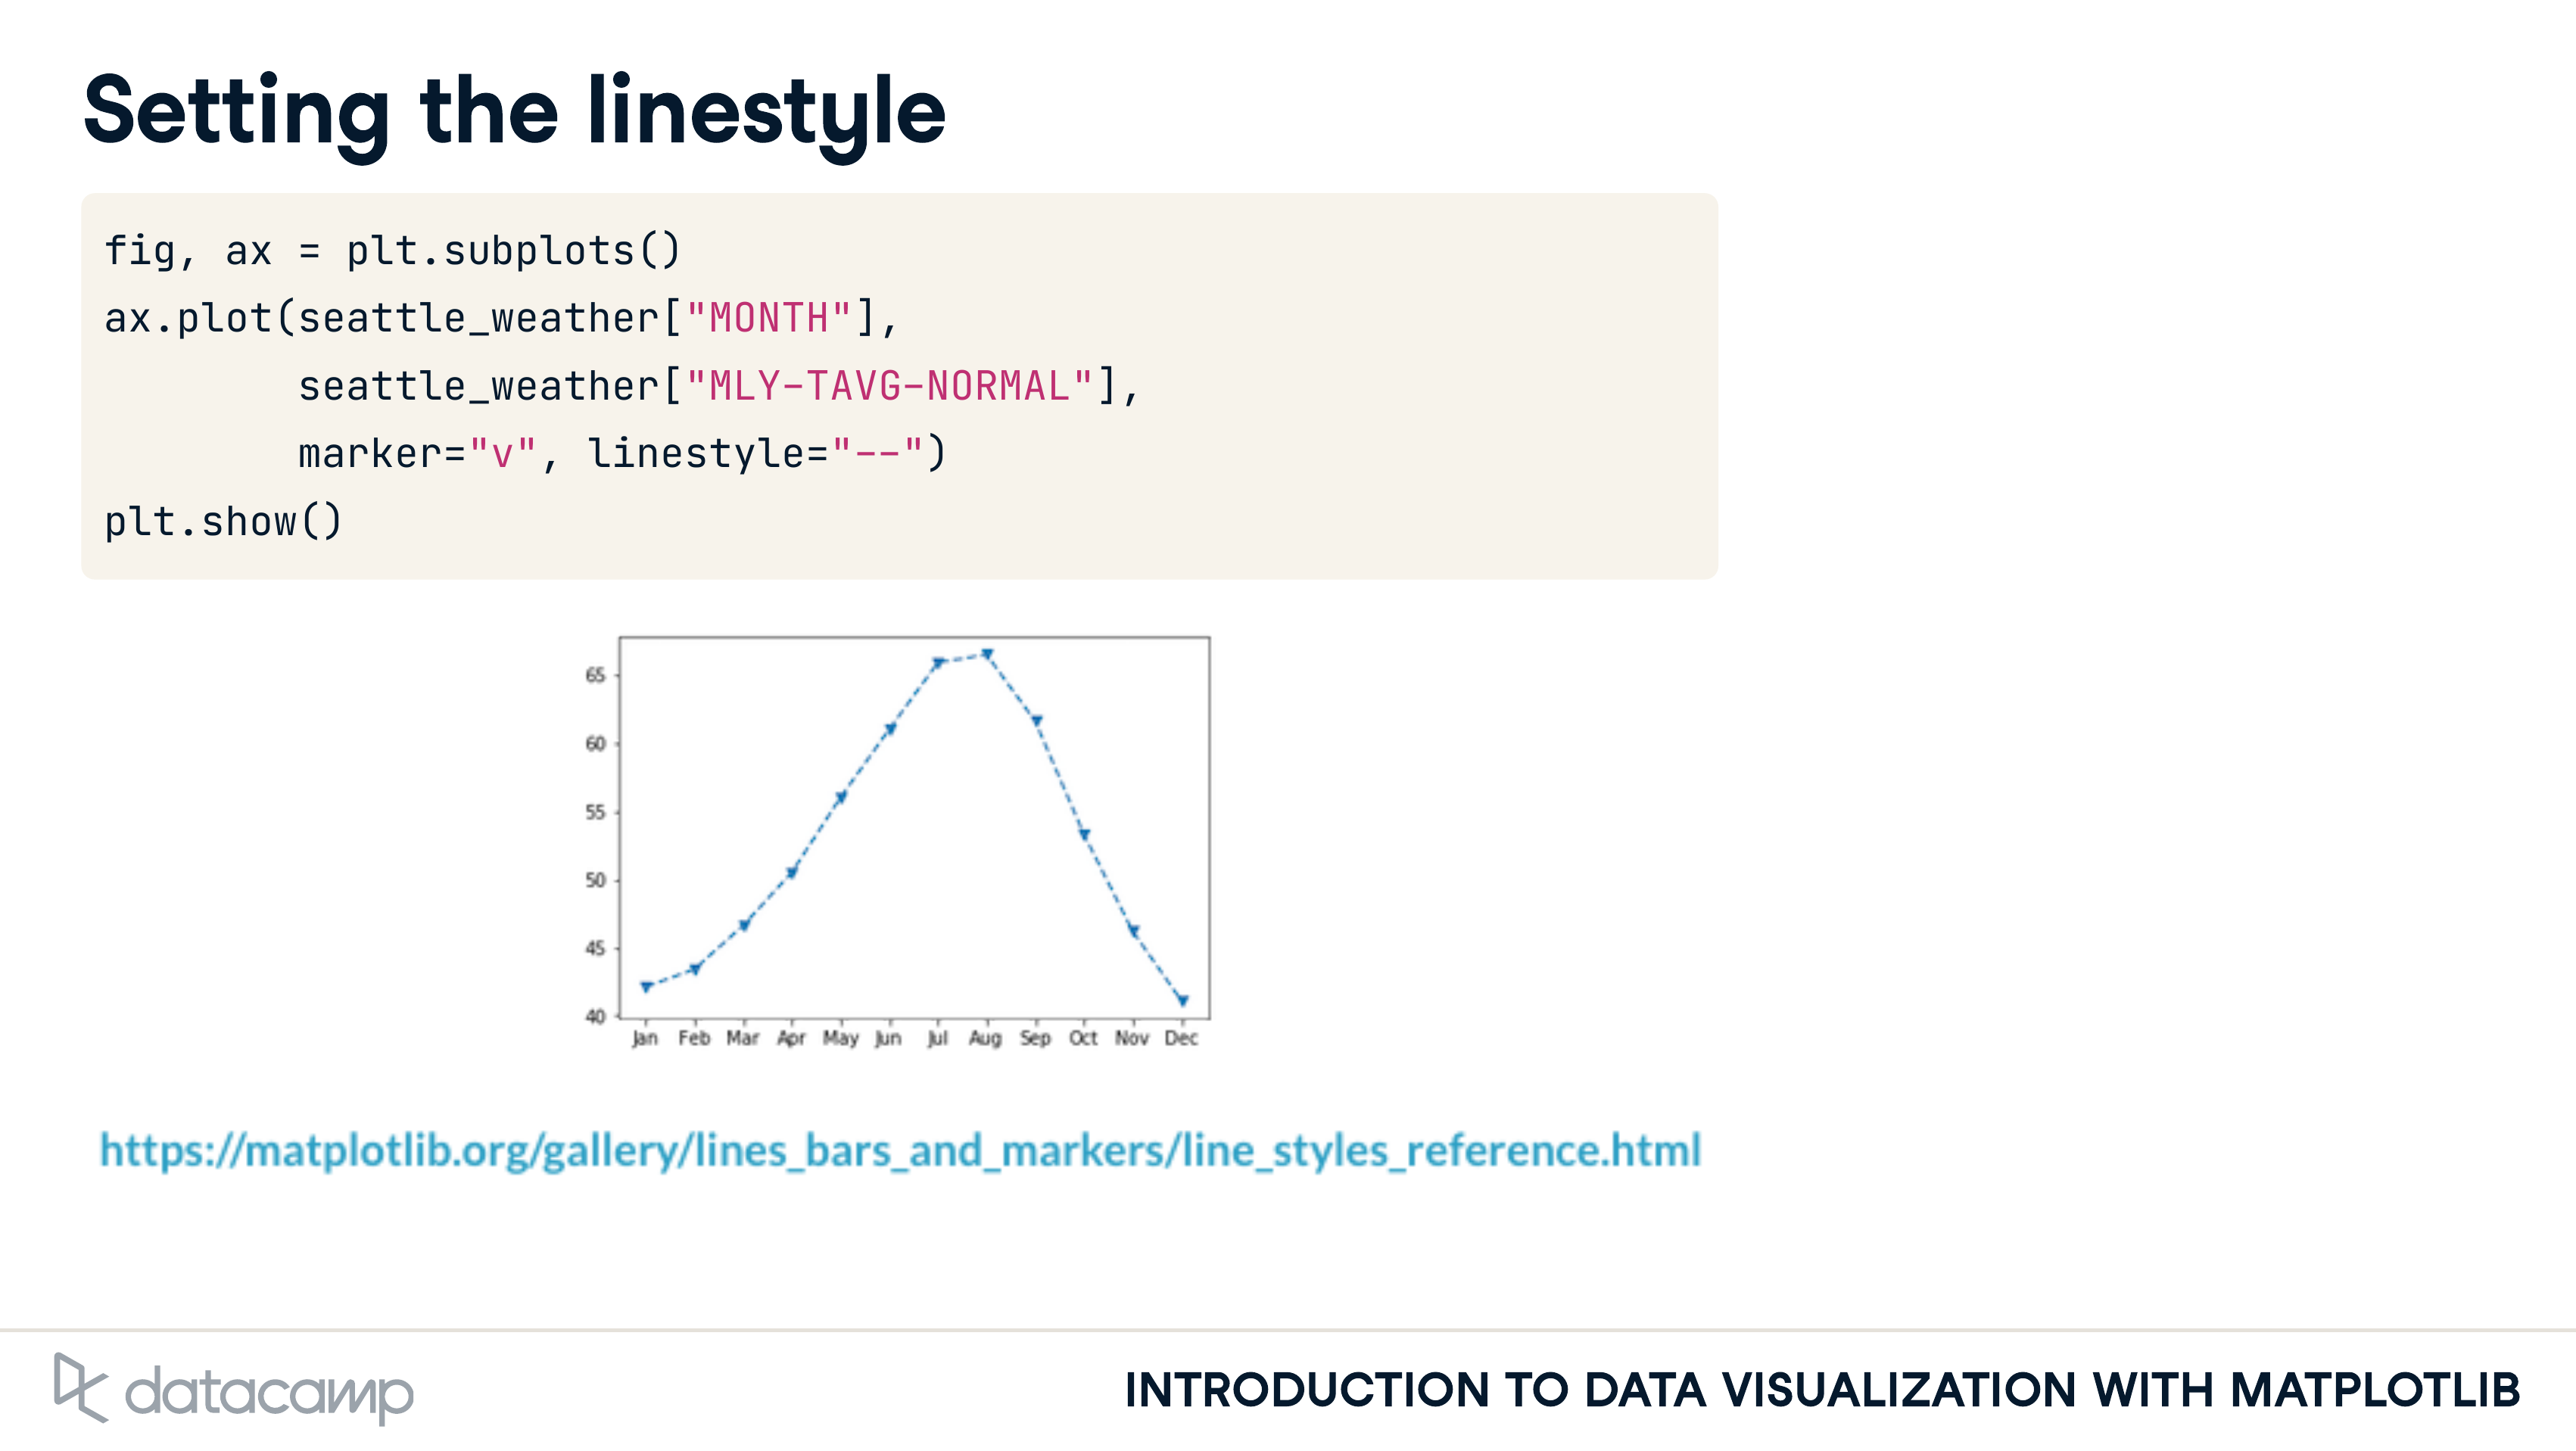 Setting the linestyle
fig, ax = plt.subplots()
ax.plot(seattle_weather["MONTH"],
seattle_weather["MLY-TAVG-NORMAL"],
marker="v", linestyle="--")
plt.show()
65
60
55
50
45
40
Jan Feb Mar Apr May Jun Jul Aug Sep Oct Nov Dec
https://matplotlib.org/gallery/lines_bars_and_markers/line_styles_reference.html
datacamp
INTRODUCTION TO DATA VISUALIZATION WITH MATPLOTLIB